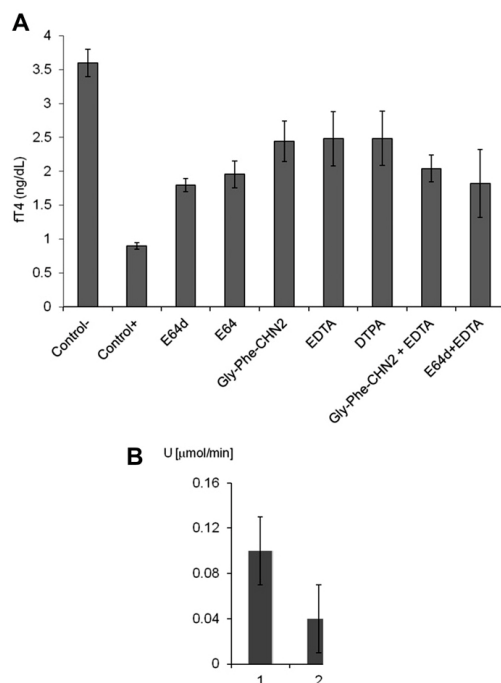 A
4
3.5
3
2.5
2
1.5
1
0.5
0
fT4 (ng/dL)
Control-
Control+
E64d
E64
Gly-Phe-CHN2
EDTA
DTPA
Gly-Phe-CHN2 + EDTA
E64d+EDTA
B
U [μmol/min]
0.16
0.12
0.08
0.04
0
1
2